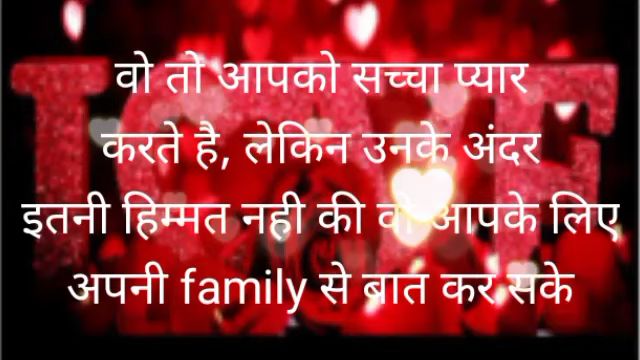 वो तो आपको सच्चा प्यार
करते है, लेकिन उनके अंदर
इतनी हिम्मत नही की वो आपके लिए
अपनी family से बात कर सके